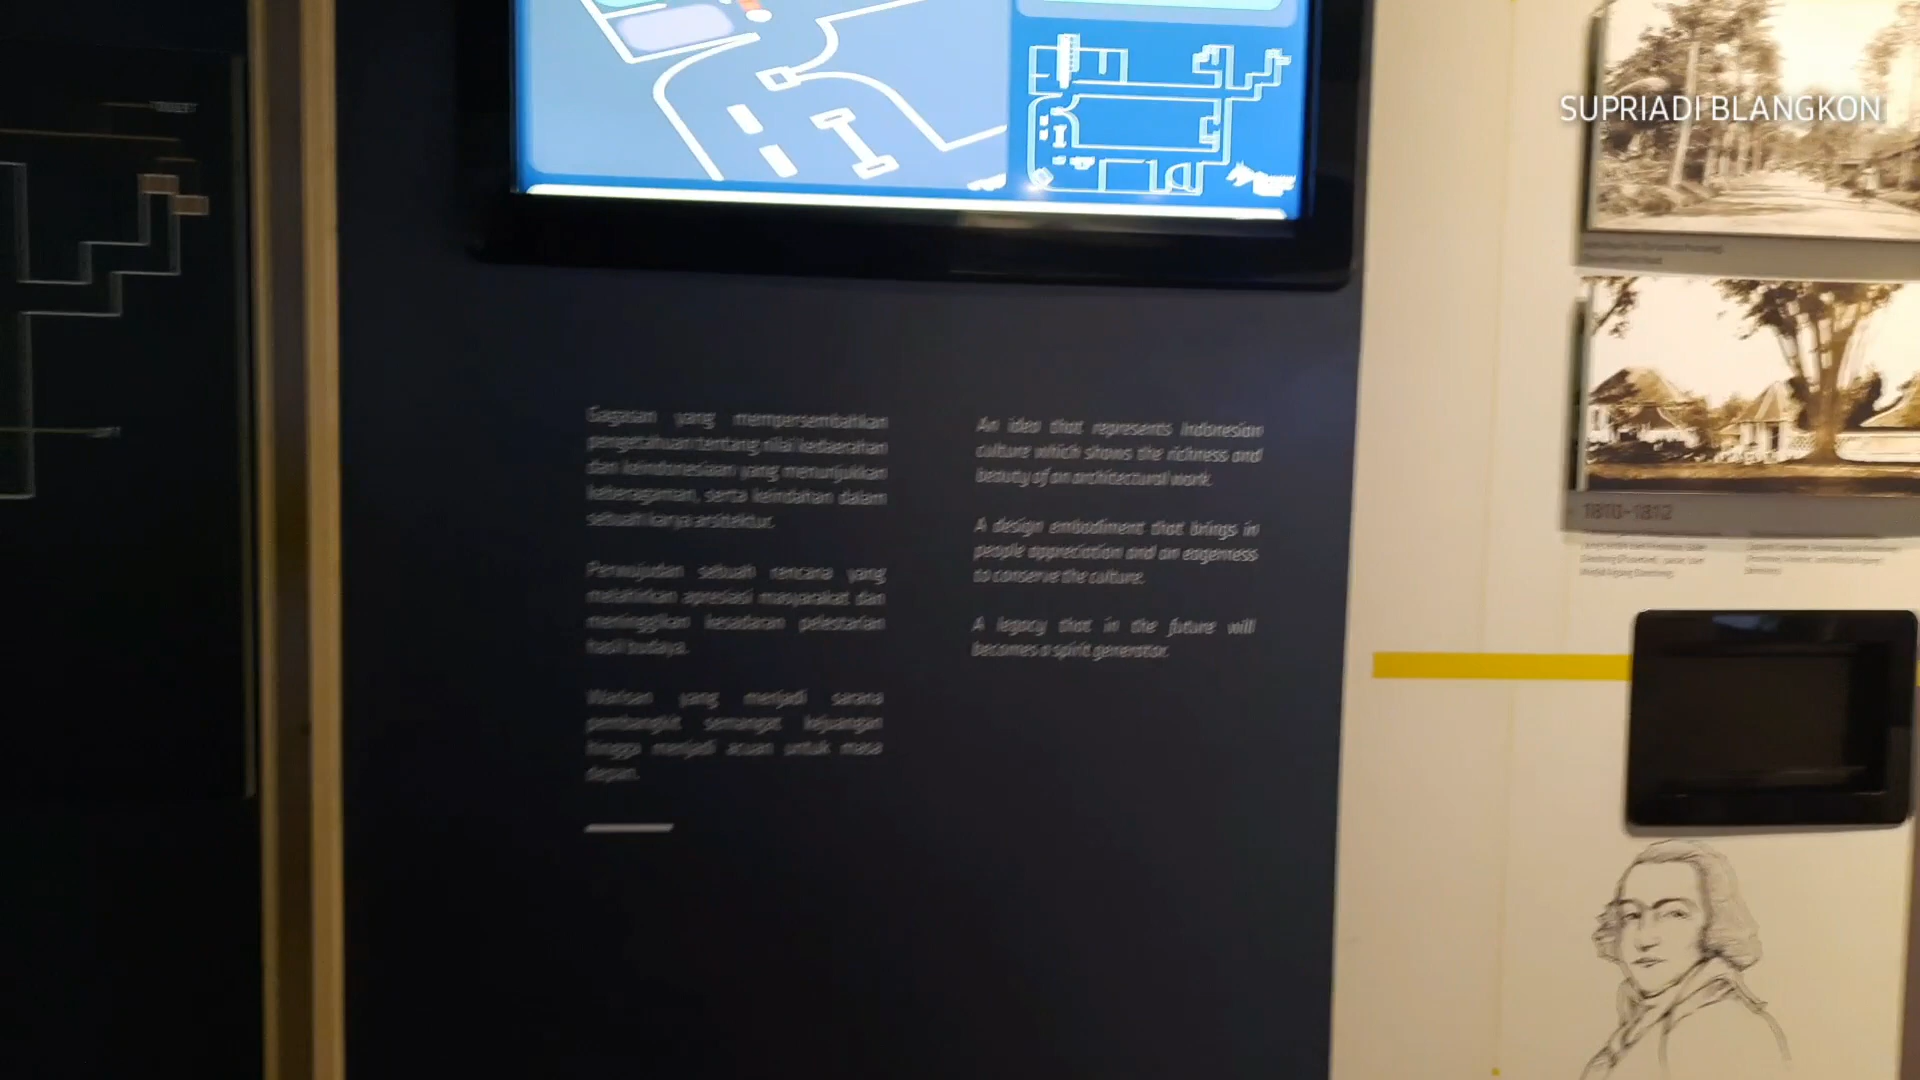 SUPRIADI BLANGKON
Gagasan yang mempersembahkan
pengetahuan tentang nilai kedaerahan
dan keindonesiaan yang menunjukkan
keberagaman, serta keindahan dalam
sebuah karya arsitektur.
Perwujudan sebuah rencana yang
melahirkan apresiasi masyarakat dan
meninggikan kesadaran pelestarian
hasil budaya.
Warisan yang menjadi sarana
pembangkit semangat kejuangan
hingga menjadi acuan untuk masa
depan.
An idea that represents Indonesian
culture which shows the richness and
beauty of an architectural work.
A design embodiment that brings in
people appreciation and an eagerness
to conserve the culture.
A legacy that in the future will
becomes a spirit generator.
1810-1812